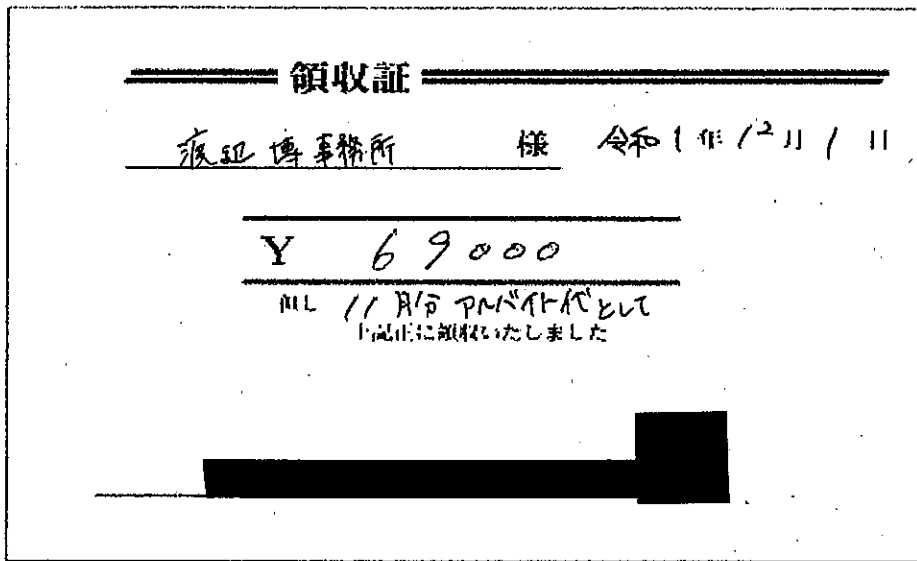 領収証
渡辺博事務所 様 令和1年12月1日
¥ 69000
但し 11月分 アルバイト代として
上記正に領収いたしました